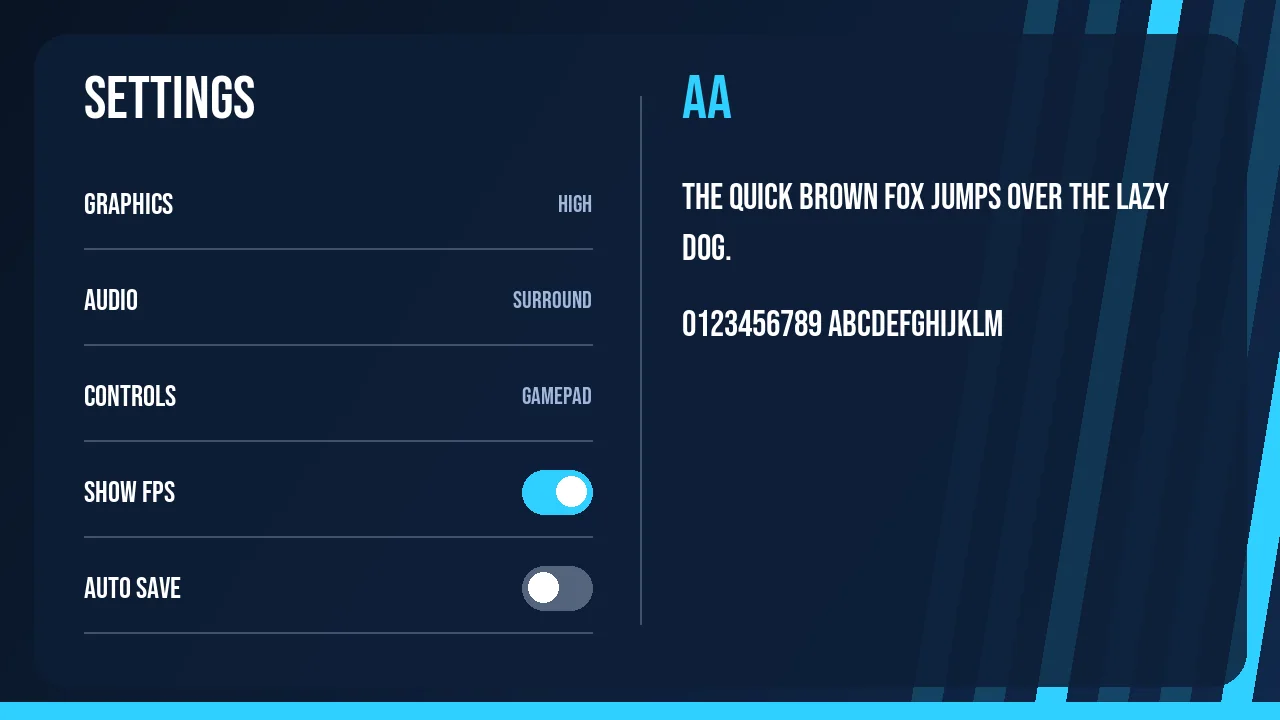 SETTINGS
GRAPHICS HIGH
AUDIO SURROUND
CONTROLS GAMEPAD
SHOW FPS
AUTO SAVE
AA
THE QUICK BROWN FOX JUMPS OVER THE LAZY
DOG.
0123456789 ABCDEFGHIJKLM